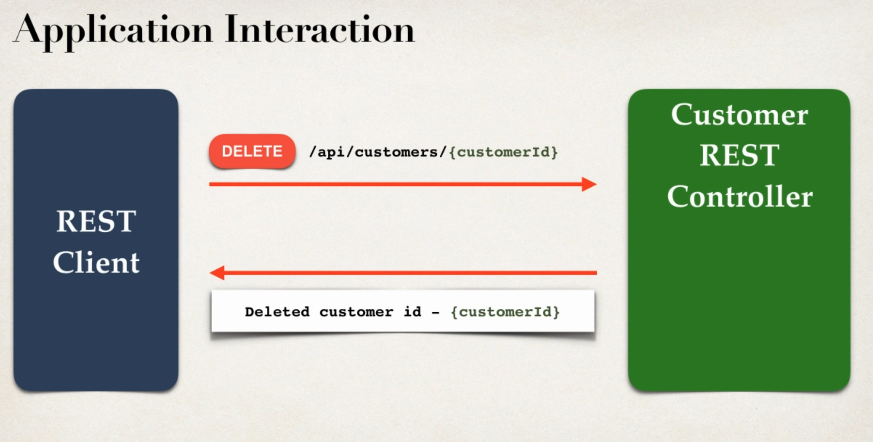 Application Interaction
REST
Client
DELETE /api/customers/{customerId}
Deleted customer id – {customerId}
Customer
REST
Controller